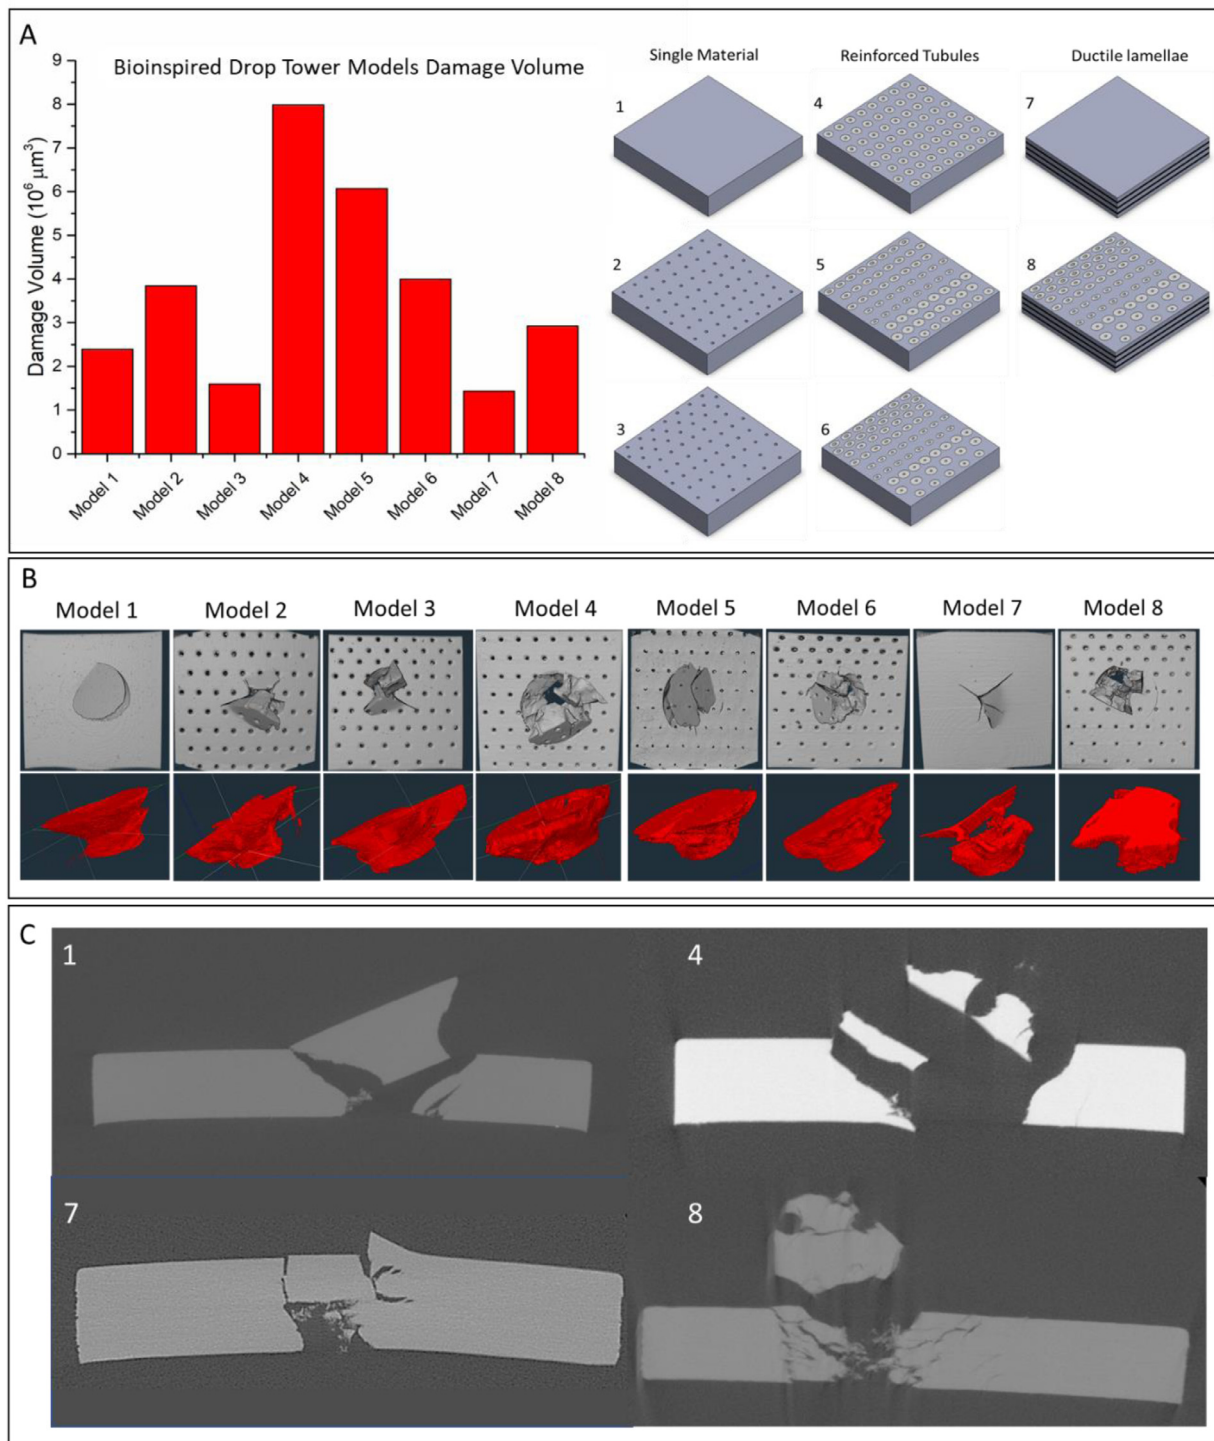 A
Bioinspired Drop Tower Models Damage Volume
Damage Volume (10⁶ μm³)
9
8
7
6
5
4
3
2
1
0
Model 1
Model 2
Model 3
Model 4
Model 5
Model 6
Model 7
Model 8
Single Material
Reinforced Tubules
Ductile lamellae
1
4
7
2
5
8
3
6
B
Model 1
Model 2
Model 3
Model 4
Model 5
Model 6
Model 7
Model 8
C
1
4
7
8